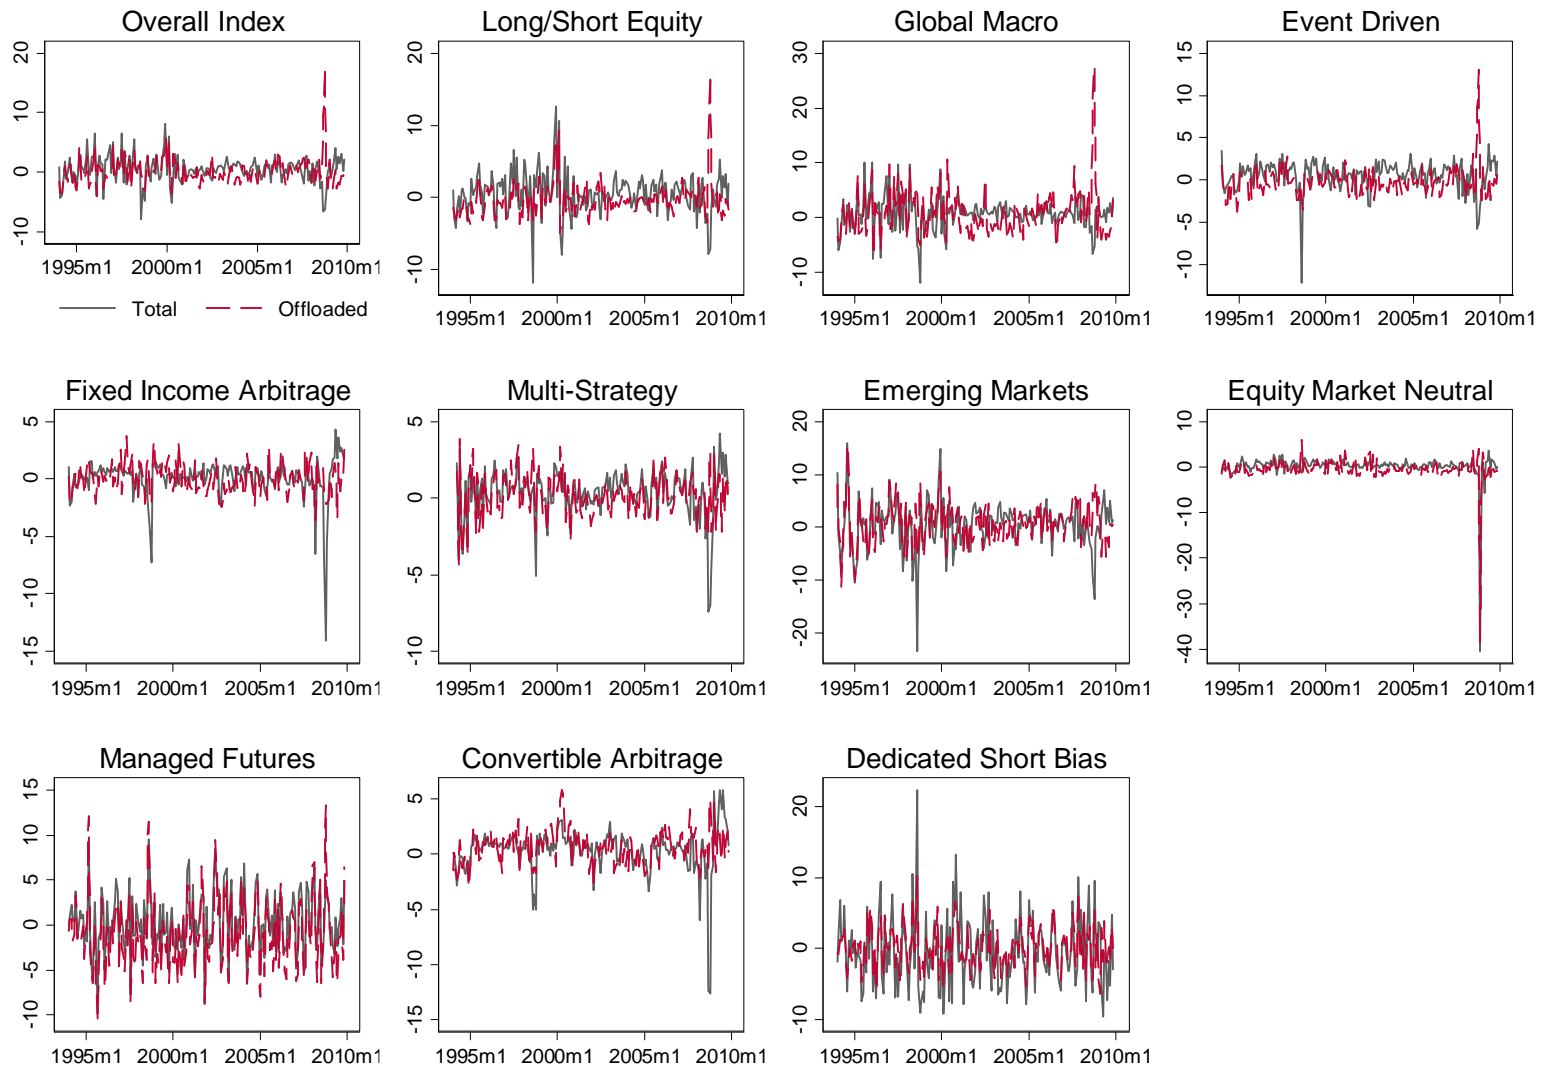 Overall Index
20
10
0
-10
1995m1 2000m1 2005m1 2010m1
Total Offloaded
Long/Short Equity
20
10
0
-10
1995m1 2000m1 2005m1 2010m1
Global Macro
30
20
10
0
-10
1995m1 2000m1 2005m1 2010m1
Event Driven
15
10
5
0
-5
-10
1995m1 2000m1 2005m1 2010m1
Fixed Income Arbitrage
5
0
-5
-10
-15
1995m1 2000m1 2005m1 2010m1
Multi-Strategy
5
0
-5
-10
1995m1 2000m1 2005m1 2010m1
Emerging Markets
20
10
0
-10
-20
1995m1 2000m1 2005m1 2010m1
Equity Market Neutral
10
0
-10
-20
-30
-40
1995m1 2000m1 2005m1 2010m1
Managed Futures
15
10
5
0
-5
-10
1995m1 2000m1 2005m1 2010m1
Convertible Arbitrage
5
0
-5
-10
-15
1995m1 2000m1 2005m1 2010m1
Dedicated Short Bias
20
10
0
-10
1995m1 2000m1 2005m1 2010m1